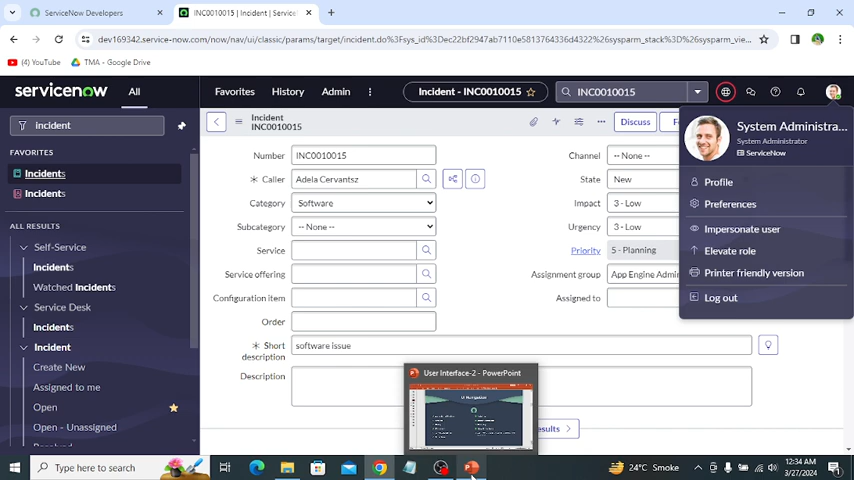 ServiceNow Developers
INC0010015 | Incident | Service
dev169342.service-now.com/now/nav/ui/classic/params/target/incident.do%3Fsys_id%3Dec22bf2947ab7110e5813764336d4322%26sysparm_stack%3D%26sysparm_vie...
(4) YouTube
TMA - Google Drive
servicenow
All
Favorites
History
Admin
Incident - INC0010015
INC0010015
incident
FAVORITES
Incidents
Incidents
ALL RESULTS
Self-Service
Incidents
Watched Incidents
Service Desk
Incidents
Incident
Create New
Assigned to me
Open
Open - Unassigned
Resolved
Incident
INC0010015
Discuss
Number
INC0010015
Caller
Adela Cervantsz
Category
Software
Subcategory
-- None --
Service
Service offering
Configuration item
Order
Short description
software issue
Description
Channel
-- None --
State
New
Impact
3 - Low
Urgency
3 - Low
Priority
5 - Planning
Assignment group
App Engine Admi
Assigned to
System Administra...
System Administrator
ServiceNow
Profile
Preferences
Impersonate user
Elevate role
Printer friendly version
Log out
User Interface-2 - PowerPoint
UI Navigation
Type here to search
24°C Smoke
12:34 AM
3/27/2024